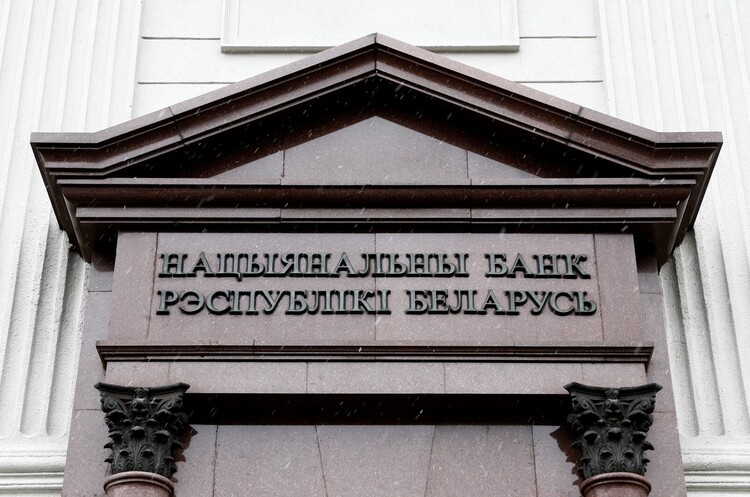 НАЦЫЯНАЛЬНЫ БАНК
РЭСПУБЛІКІ БЕЛАРУСЬ